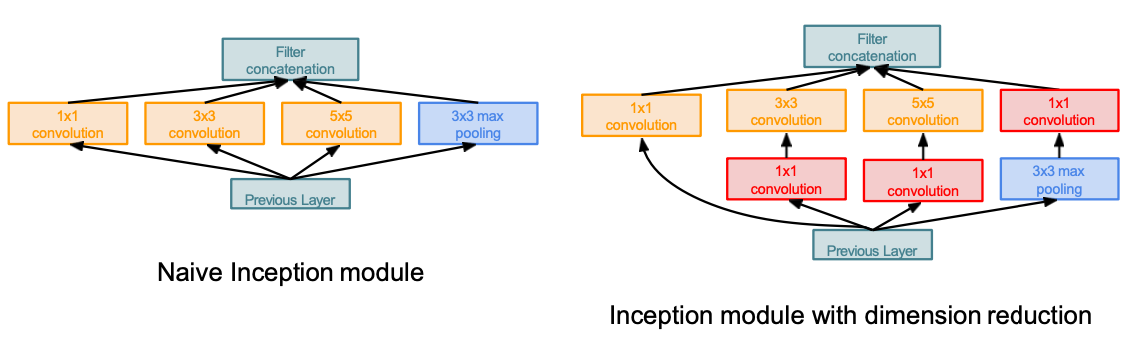 Filter
concatenation
1x1
convolution
3x3
convolution
5x5
convolution
3x3 max
pooling
Previous Layer
Naive Inception module
Filter
concatenation
1x1
convolution
3x3
convolution
5x5
convolution
1x1
convolution
1x1
convolution
1x1
convolution
3x3 max
pooling
Previous Layer
Inception module with dimension reduction